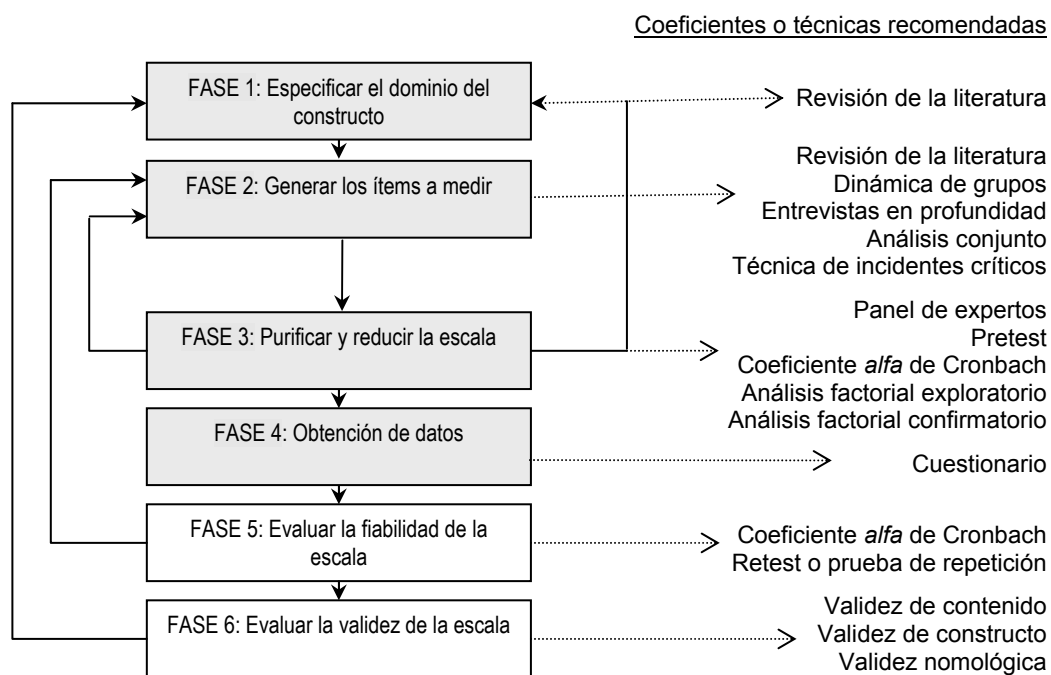 Coeficientes o técnicas recomendadas
FASE 1: Especificar el dominio del
constructo
Revisión de la literatura
FASE 2: Generar los ítems a medir
Revisión de la literatura
Dinámica de grupos
Entrevistas en profundidad
Análisis conjunto
Técnica de incidentes críticos
FASE 3: Purificar y reducir la escala
Panel de expertos
Pretest
Coeficiente alfa de Cronbach
Análisis factorial exploratorio
Análisis factorial confirmatorio
FASE 4: Obtención de datos
Cuestionario
FASE 5: Evaluar la fiabilidad de la
escala
Coeficiente alfa de Cronbach
Retest o prueba de repetición
FASE 6: Evaluar la validez de la escala
Validez de contenido
Validez de constructo
Validez nomológica